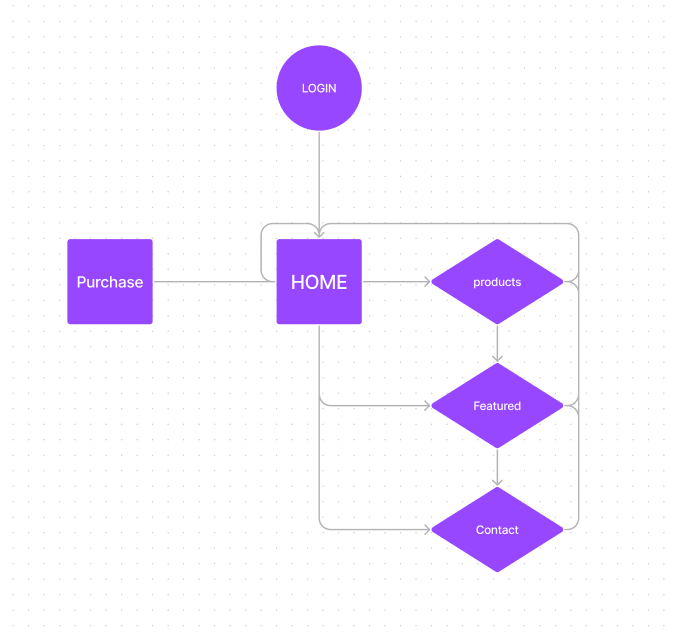 LOGIN
Purchase
HOME
products
Featured
Contact